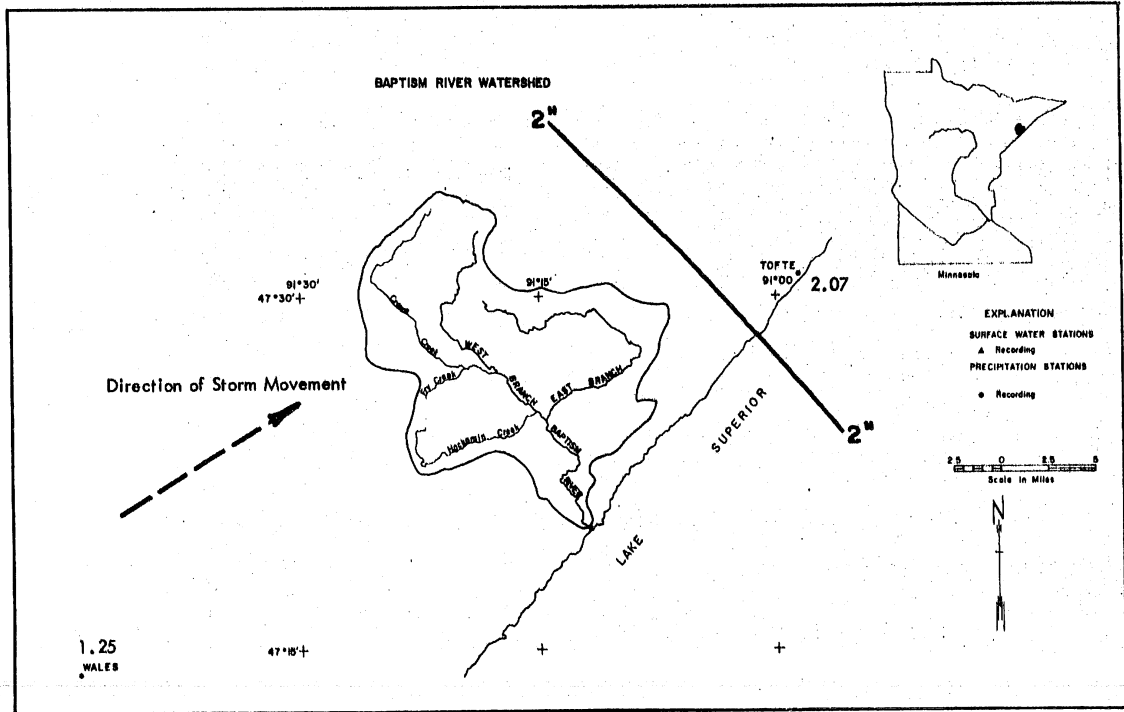 BAPTISM RIVER WATERSHED
2"
TOFTE
91°00'
2.07
Minnesota
91°30'
47°30'
91°15'
EXPLANATION
SURFACE WATER STATIONS
▲ Recording
PRECIPITATION STATIONS
● Recording
Crown
Creek
WEST
BRANCH
EAST BRANCH
Direction of Storm Movement
Creek
Hockamin Creek
BAPTISM
RIVER
SUPERIOR
2"
2.5 0 2.5 5
Scale in Miles
N
LAKE
1.25
WALES
47°15'